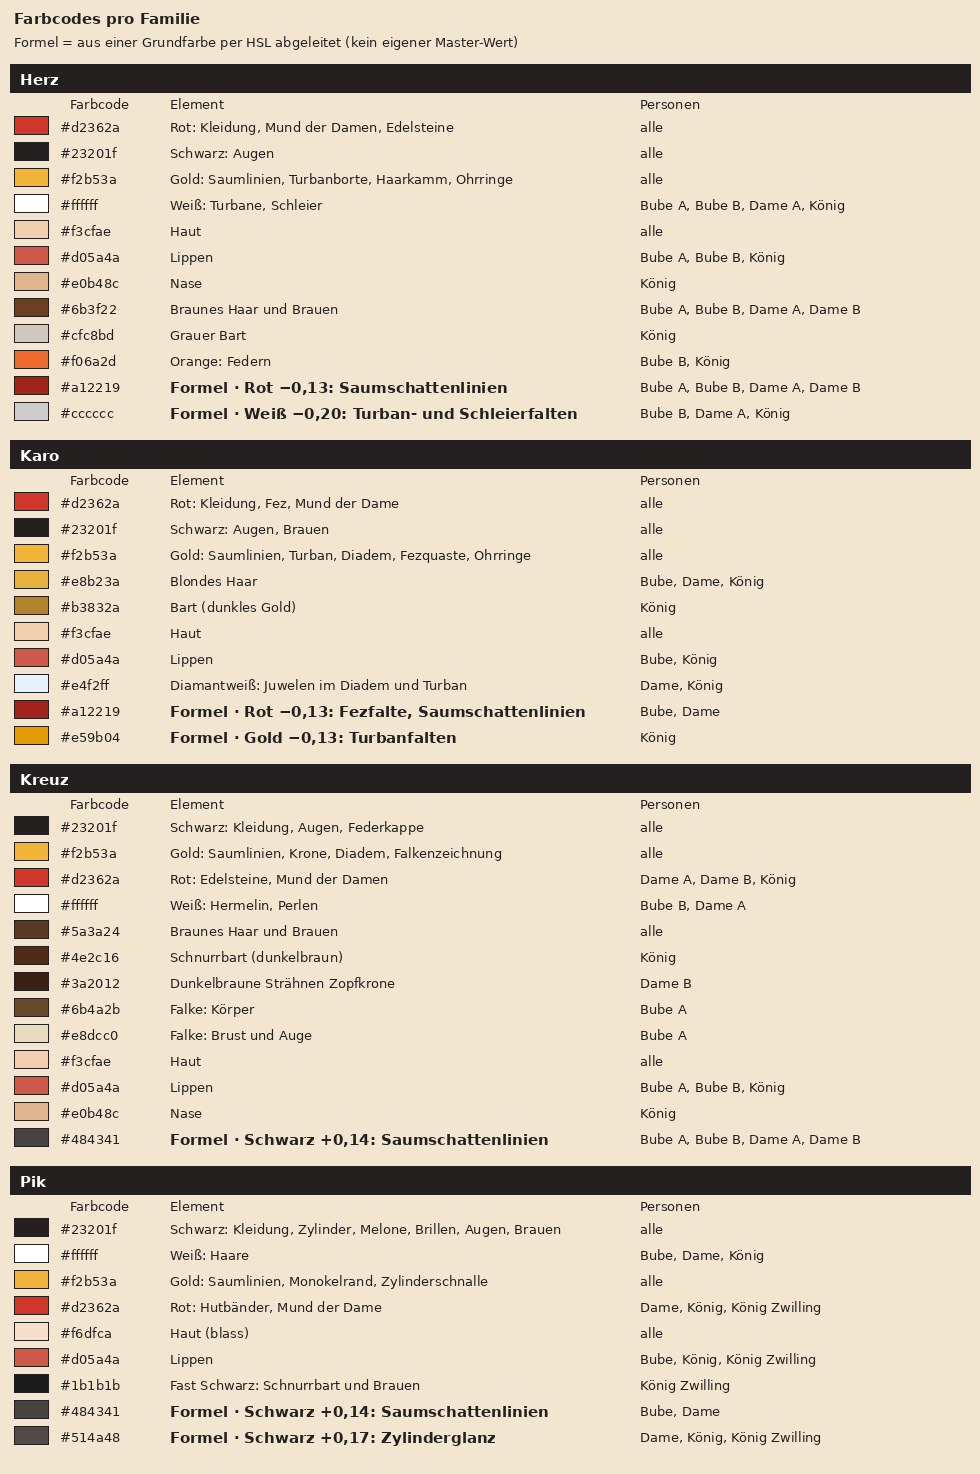 Farbcodes pro Familie
Formel = aus einer Grundfarbe per HSL abgeleitet (kein eigener Master-Wert)
Herz
Farbcode Element Personen
#d2362a Rot: Kleidung, Mund der Damen, Edelsteine alle
#23201f Schwarz: Augen alle
#f2b53a Gold: Saumlinien, Turbanborte, Haarkamm, Ohrringe alle
#ffffff Weiß: Turbane, Schleier Bube A, Bube B, Dame A, König
#f3cfae Haut alle
#d05a4a Lippen Bube A, Bube B, König
#e0b48c Nase König
#6b3f22 Braunes Haar und Brauen Bube A, Bube B, Dame A, Dame B
#cfc8bd Grauer Bart König
#f06a2d Orange: Federn Bube B, König
#a12219 Formel · Rot −0,13: Saumschattenlinien Bube A, Bube B, Dame A, Dame B
#cccccc Formel · Weiß −0,20: Turban- und Schleierfalten Bube B, Dame A, König
Karo
Farbcode Element Personen
#d2362a Rot: Kleidung, Fez, Mund der Dame alle
#23201f Schwarz: Augen, Brauen alle
#f2b53a Gold: Saumlinien, Turban, Diadem, Fezquaste, Ohrringe alle
#e8b23a Blondes Haar Bube, Dame, König
#b3832a Bart (dunkles Gold) König
#f3cfae Haut alle
#d05a4a Lippen Bube, König
#e4f2ff Diamantweiß: Juwelen im Diadem und Turban Dame, König
#a12219 Formel · Rot −0,13: Fezfalte, Saumschattenlinien Bube, Dame
#e59b04 Formel · Gold −0,13: Turbanfalten König
Kreuz
Farbcode Element Personen
#23201f Schwarz: Kleidung, Augen, Federkappe alle
#f2b53a Gold: Saumlinien, Krone, Diadem, Falkenzeichnung alle
#d2362a Rot: Edelsteine, Mund der Damen Dame A, Dame B, König
#ffffff Weiß: Hermelin, Perlen Bube B, Dame A
#5a3a24 Braunes Haar und Brauen alle
#4e2c16 Schnurrbart (dunkelbraun) König
#3a2012 Dunkelbraune Strähnen Zopfkrone Dame B
#6b4a2b Falke: Körper Bube A
#e8dcc0 Falke: Brust und Auge Bube A
#f3cfae Haut alle
#d05a4a Lippen Bube A, Bube B, König
#e0b48c Nase König
#484341 Formel · Schwarz +0,14: Saumschattenlinien Bube A, Bube B, Dame A, Dame B
Pik
Farbcode Element Personen
#23201f Schwarz: Kleidung, Zylinder, Melone, Brillen, Augen, Brauen alle
#ffffff Weiß: Haare Bube, Dame, König
#f2b53a Gold: Saumlinien, Monokelrand, Zylinderschnalle alle
#d2362a Rot: Hutbänder, Mund der Dame Dame, König, König Zwilling
#f6dfca Haut (blass) alle
#d05a4a Lippen Bube, König, König Zwilling
#1b1b1b Fast Schwarz: Schnurrbart und Brauen König Zwilling
#484341 Formel · Schwarz +0,14: Saumschattenlinien Bube, Dame
#514a48 Formel · Schwarz +0,17: Zylinderglanz Dame, König, König Zwilling